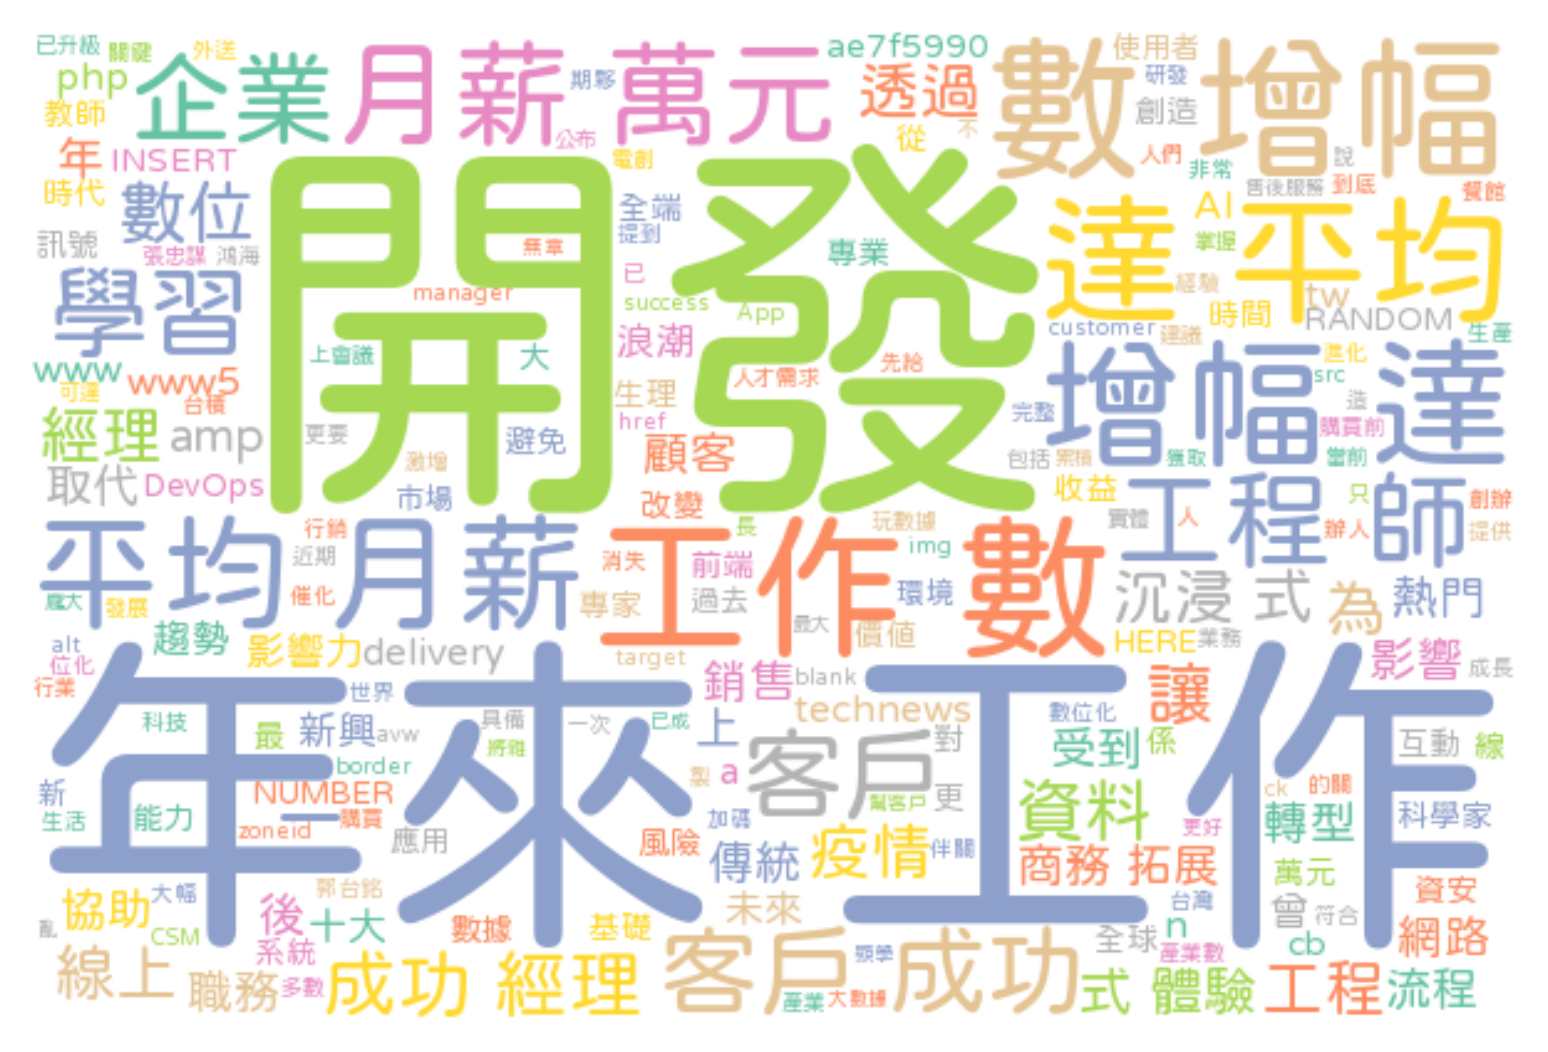 已升級 關鍵 外送 ae7f5990 使用者
php 企業 月薪 萬元 期夥 透過 數 增幅 研發
教師 公布 從 不 創造
年 INSERT 電創 人們 非常 說
時代 數位 開發 全端 售後服務 到底 餐館
訊號 張忠謀 鴻海 無章 提到 專業 達 平均 AI 掌握
學習 manager 已 success App 經驗 tw
浪潮 customer 建議 時間 RANDOM 生產
www 上會議 大 人才需求 先給 增幅 達 進化
可達 www5 台積 生理 href 完整 src 造
經理 amp 更要 避免 顧客 包括 累積 獲取 購買前 當前
取代 DevOps 激增 市場 改變 收益 工程師 只 創辦
平均 月薪 行銷 工作 數 長 玩數據 實體 人 辦人 提供
近期 消失 前端 img
龐大 發展 催化 專家 過去 環境 沉浸 式 為 熱門
alt 趨勢 影響力 delivery target 最大 價值 HERE 業務 影響
位化 行業 年來 工作 世界 銷售 blank 讓 成長
科技 最 新興 avw 具備 一次 已成 上 technews 數位化
將雖 客戶 對 受到 係 互動 線
新 border 製 a 更 ck 的關
生活 能力 NUMBER 購買 幫客戶 資料 轉型 科學家
zoneid 應用 風險 加碼 疫情 更好
傳統 伴關 商務 拓展 萬元
協助 大幅 郭台銘 未來 台灣 資安
亂 CSM 後 十大 數據 基礎 n 曾 符合
系統 客戶 顯學 成功 全球 產業數 cb 網路
線上 職務 多數 成功 經理 產業 大數據 式 體驗 工程 流程